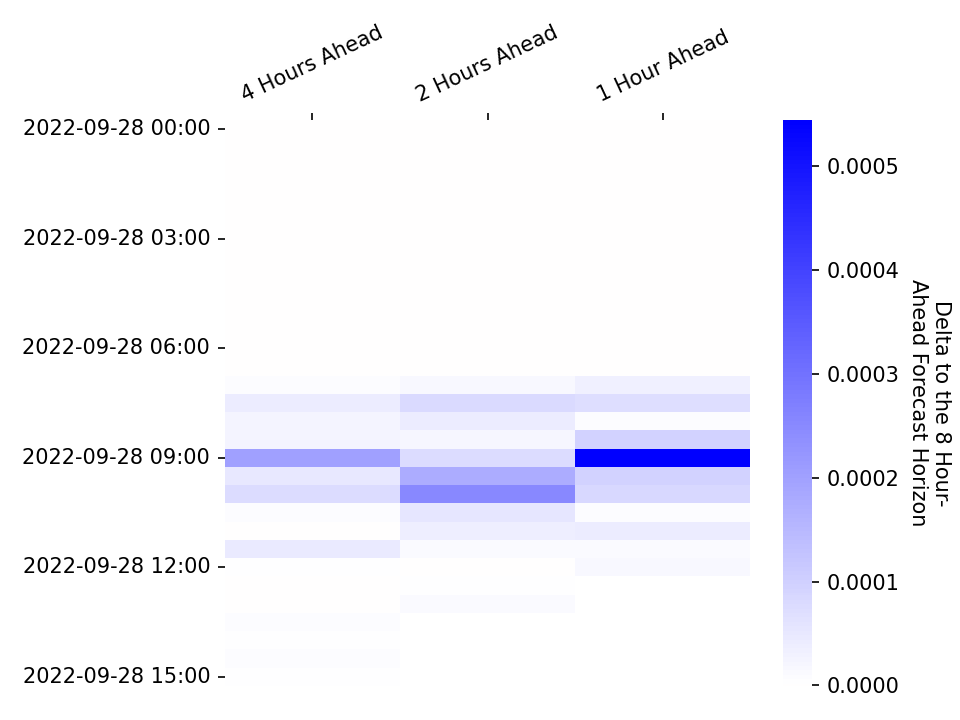 4 Hours Ahead
2 Hours Ahead
1 Hour Ahead
2022-09-28 00:00
2022-09-28 03:00
2022-09-28 06:00
2022-09-28 09:00
2022-09-28 12:00
2022-09-28 15:00
0.0005
0.0004
0.0003
0.0002
0.0001
0.0000
Delta to the 8 Hour-
Ahead Forecast Horizon